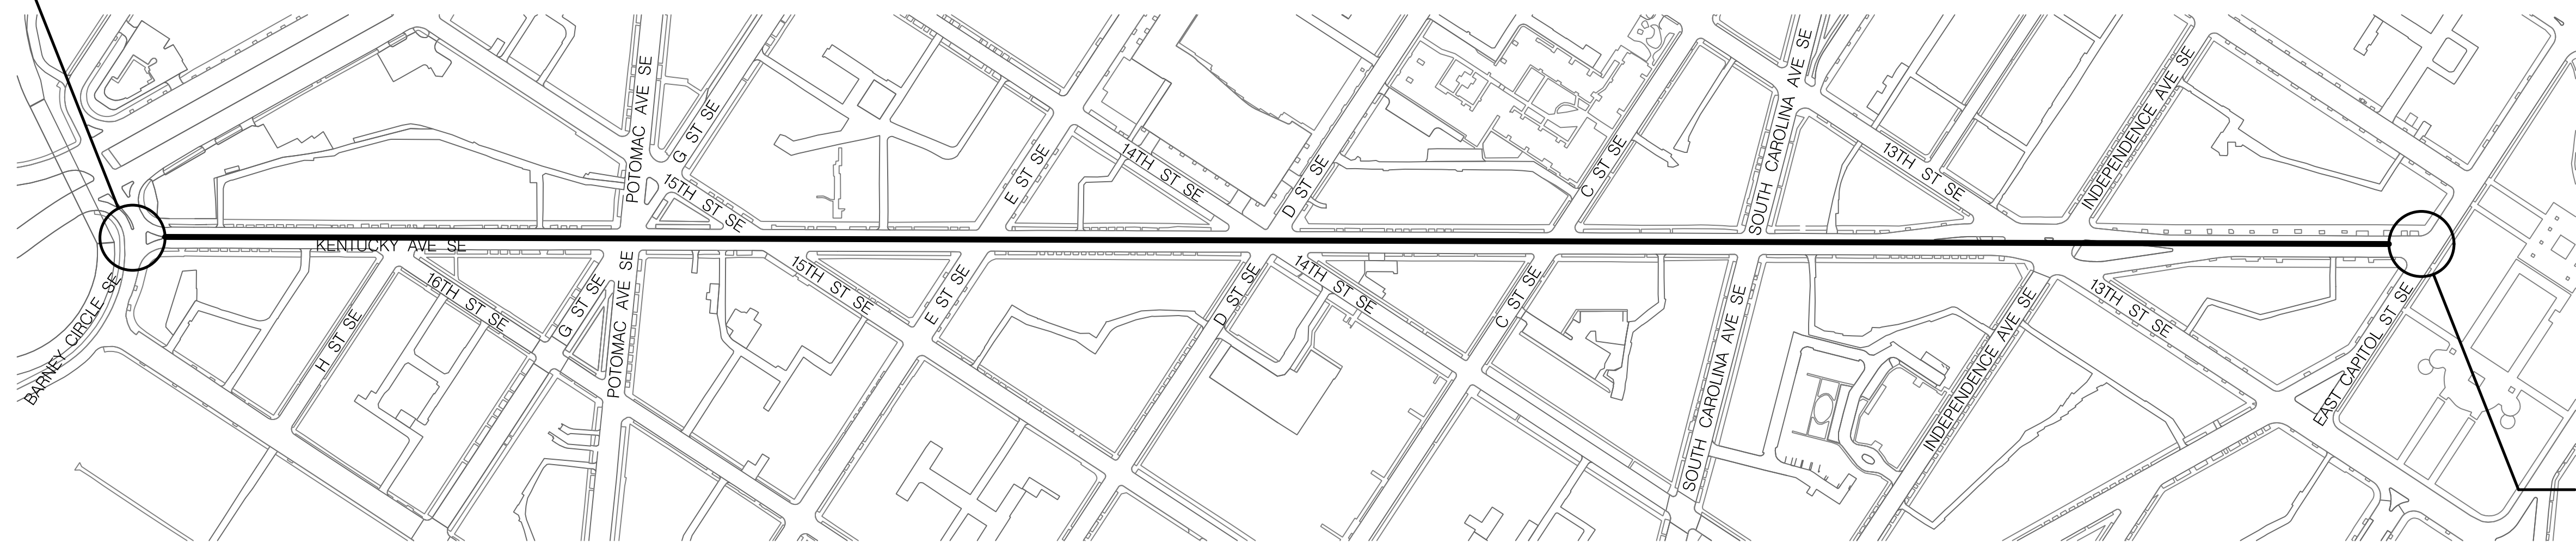 POTOMAC AVE SE
G ST SE
15TH ST SE
E ST SE
14TH ST SE
D ST SE
C ST SE
SOUTH CAROLINA AVE SE
13TH ST SE
INDEPENDENCE AVE SE
KENTUCKY AVE SE
BARNEY CIRCLE SE
H ST SE
16TH ST SE
G ST SE
POTOMAC AVE SE
15TH ST SE
E ST SE
D ST SE
14TH ST SE
C ST SE
SOUTH CAROLINA AVE SE
INDEPENDENCE AVE SE
13TH ST SE
EAST CAPITOL ST SE